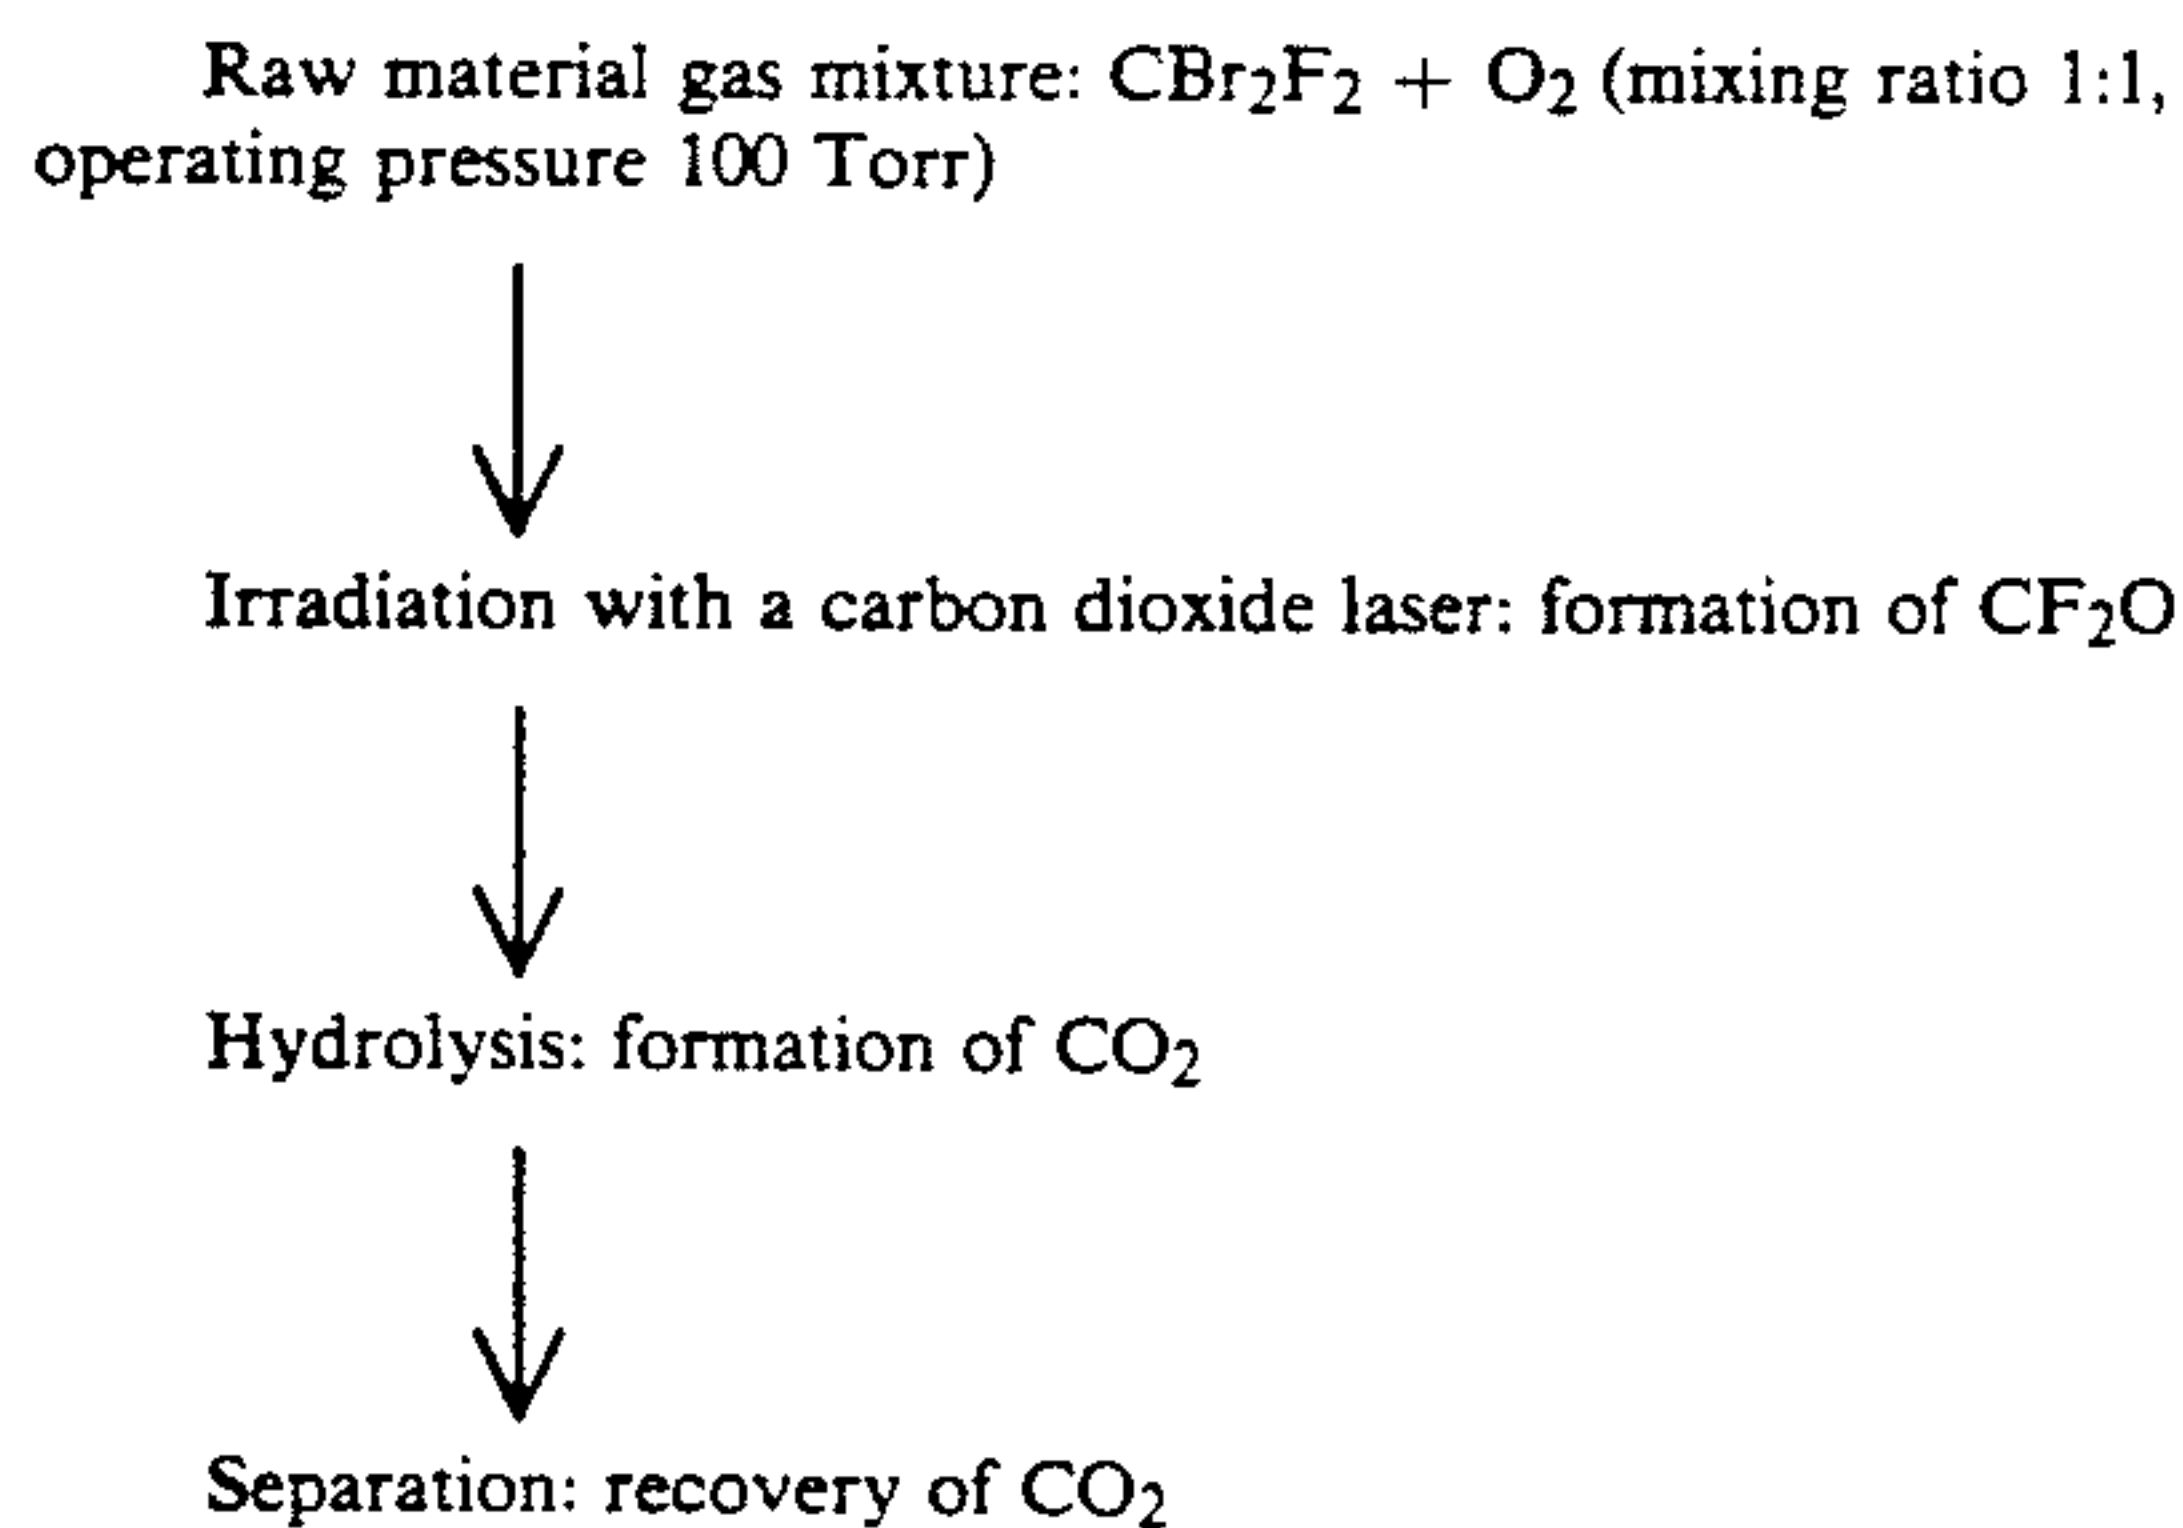 Raw material gas mixture: CBr₂F₂ + O₂ (mixing ratio 1:1,
operating pressure 100 Torr)
Irradiation with a carbon dioxide laser: formation of CF₂O
Hydrolysis: formation of CO₂
Separation: recovery of CO₂